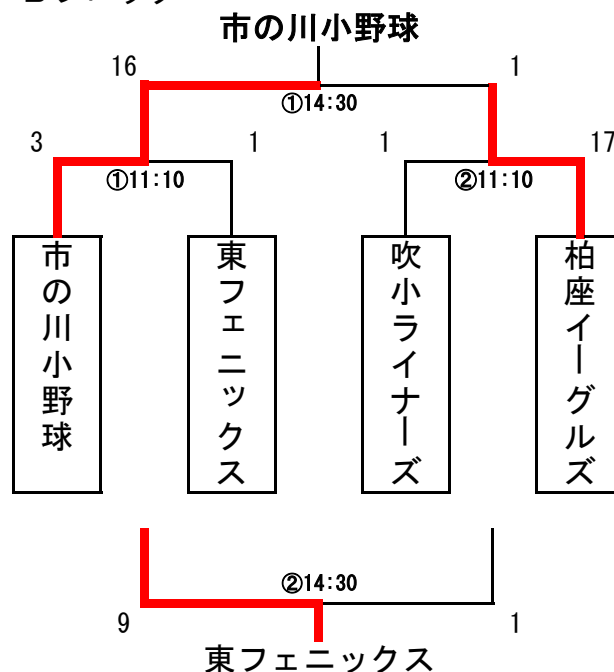 市の川小野球
16
1
①14:30
3
1
1
17
①11:10
②11:10
市の川小野球
東フェニックス
吹小ライナーズ
柏座イーグルズ
②14:30
9
1
東フェニックス